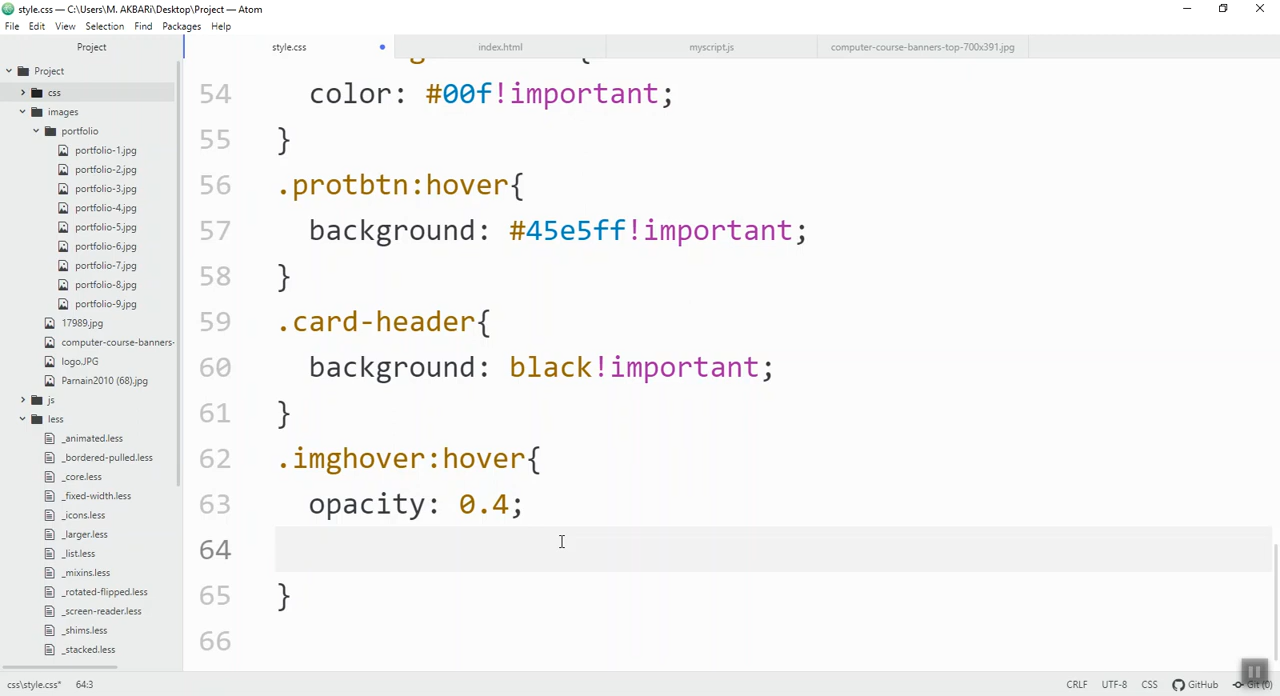 style.css — C:\Users\M. AKBARi\Desktop\Project — Atom
File Edit View Selection Find Packages Help
Project
style.css
index.html
myscript.js
computer-course-banners-top-700x391.jpg
Project
css
images
portfolio
portfolio-1.jpg
portfolio-2.jpg
portfolio-3.jpg
portfolio-4.jpg
portfolio-5.jpg
portfolio-6.jpg
portfolio-7.jpg
portfolio-8.jpg
portfolio-9.jpg
17989.jpg
computer-course-banners-
logo.JPG
Parnain2010 (68).jpg
js
less
_animated.less
_bordered-pulled.less
_core.less
_fixed-width.less
_icons.less
_larger.less
_list.less
_mixins.less
_rotated-flipped.less
_screen-reader.less
_shims.less
_stacked.less
54 color: #00f!important;
55 }
56 .protbtn:hover{
57 background: #45e5ff!important;
58 }
59 .card-header{
60 background: black!important;
61 }
62 .imghover:hover{
63 opacity: 0.4;
64
65 }
66
css\style.css* 64:3
CRLF UTF-8 CSS GitHub Git (0)